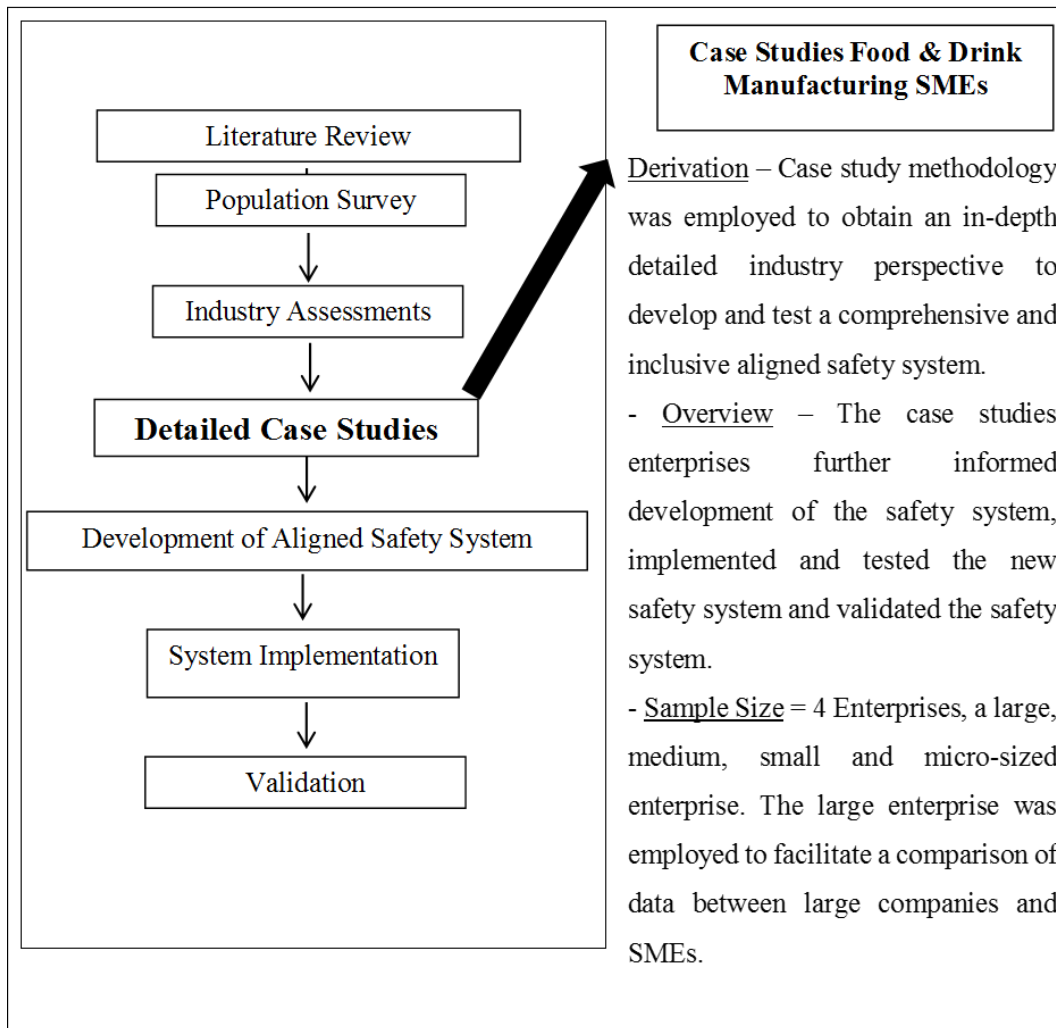 Literature Review
Population Survey
Industry Assessments
Detailed Case Studies
Development of Aligned Safety System
System Implementation
Validation
Case Studies Food & Drink
Manufacturing SMEs
Derivation – Case study methodology
was employed to obtain an in-depth
detailed industry perspective to
develop and test a comprehensive and
inclusive aligned safety system.
- Overview – The case studies
enterprises further informed
development of the safety system,
implemented and tested the new
safety system and validated the safety
system.
- Sample Size = 4 Enterprises, a large,
medium, small and micro-sized
enterprise. The large enterprise was
employed to facilitate a comparison of
data between large companies and
SMEs.